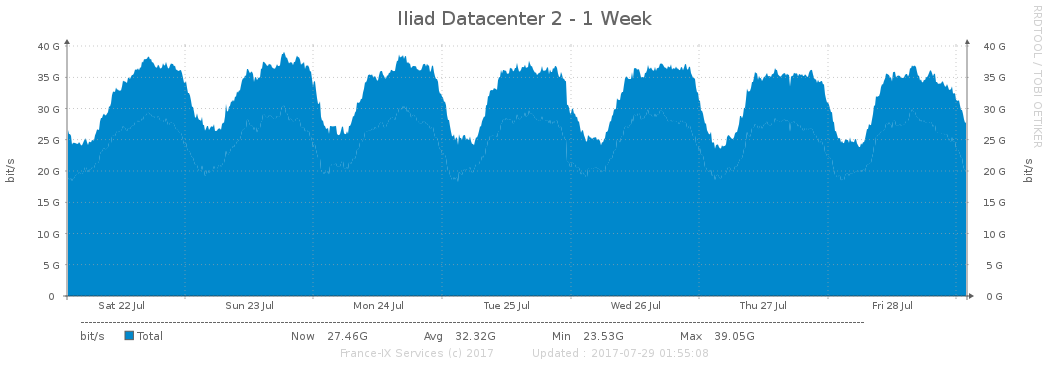 Iliad Datacenter 2 - 1 Week
RRDTOOL / TOBI OETIKER
40 G 40 G
35 G 35 G
30 G 30 G
25 G 25 G
20 G 20 G
15 G 15 G
10 G 10 G
5 G 5 G
0 0 G
bit/s
bit/s
Sat 22 Jul Sun 23 Jul Mon 24 Jul Tue 25 Jul Wed 26 Jul Thu 27 Jul Fri 28 Jul
bit/s Total Now 27.46G Avg 32.32G Min 23.53G Max 39.05G
France-IX Services (c) 2017 Updated : 2017-07-29 01:55:08